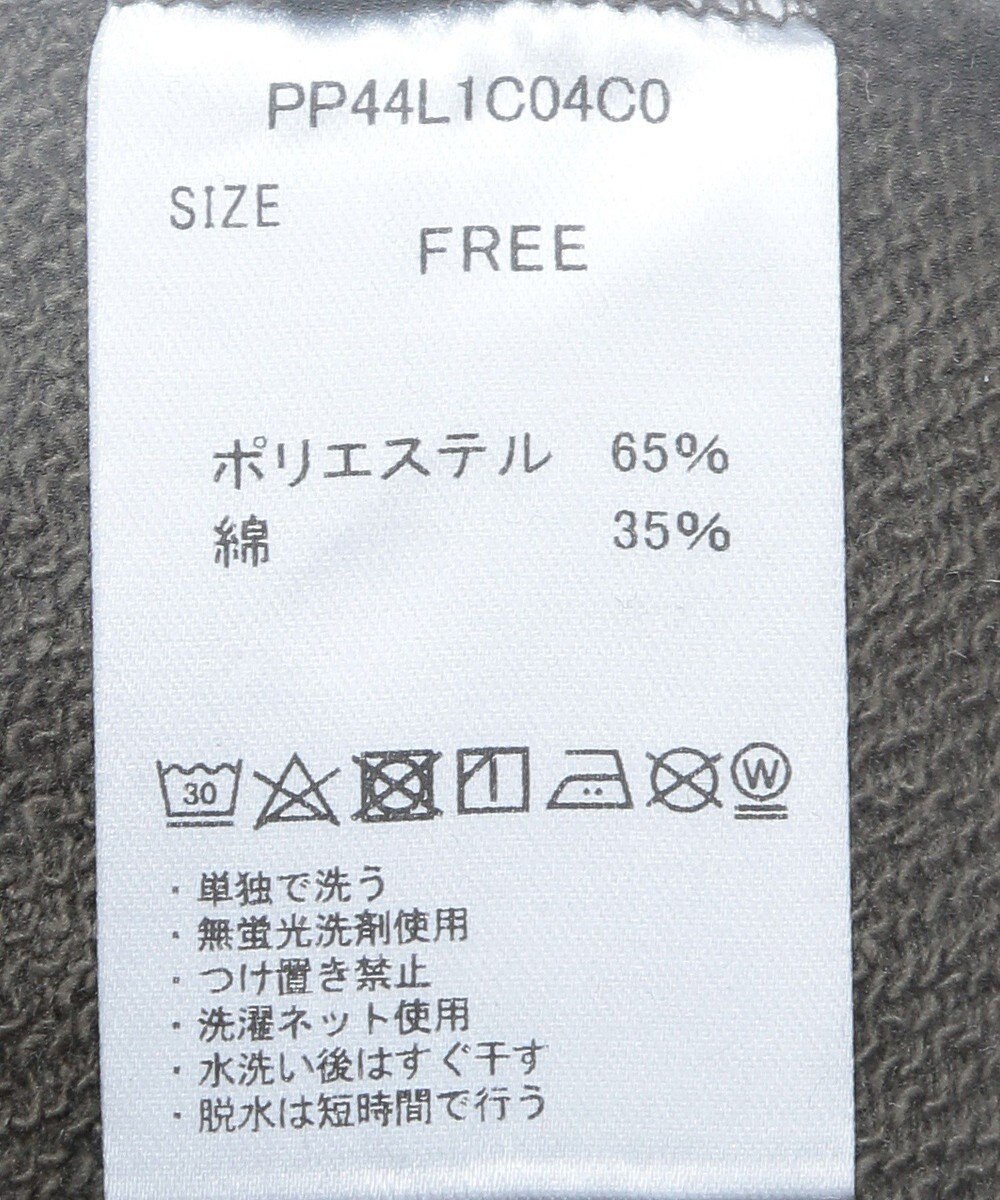 PP44L1C04C0
SIZE
FREE
ポリエステル 65%
綿 35%
30 W
・単独で洗う
・無蛍光洗剤使用
・つけ置き禁止
・洗濯ネット使用
・水洗い後はすぐ干す
・脱水は短時間で行う